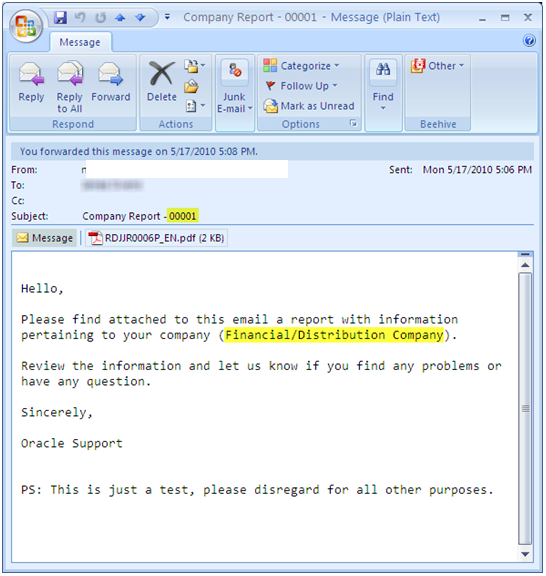 Company Report - 00001 - Message (Plain Text)
Message
Reply
Reply to All
Forward
Respond
Delete
Actions
Junk E-mail
Categorize
Follow Up
Mark as Unread
Options
Find
Other
Beehive
You forwarded this message on 5/17/2010 5:08 PM.
From:
Sent: Mon 5/17/2010 5:06 PM
To:
Cc:
Subject: Company Report - 00001
Message RDJJR0006P_EN.pdf (2 KB)
Hello,
Please find attached to this email a report with information
pertaining to your company (Financial/Distribution Company).
Review the information and let us know if you find any problems or
have any question.
Sincerely,
Oracle Support
PS: This is just a test, please disregard for all other purposes.